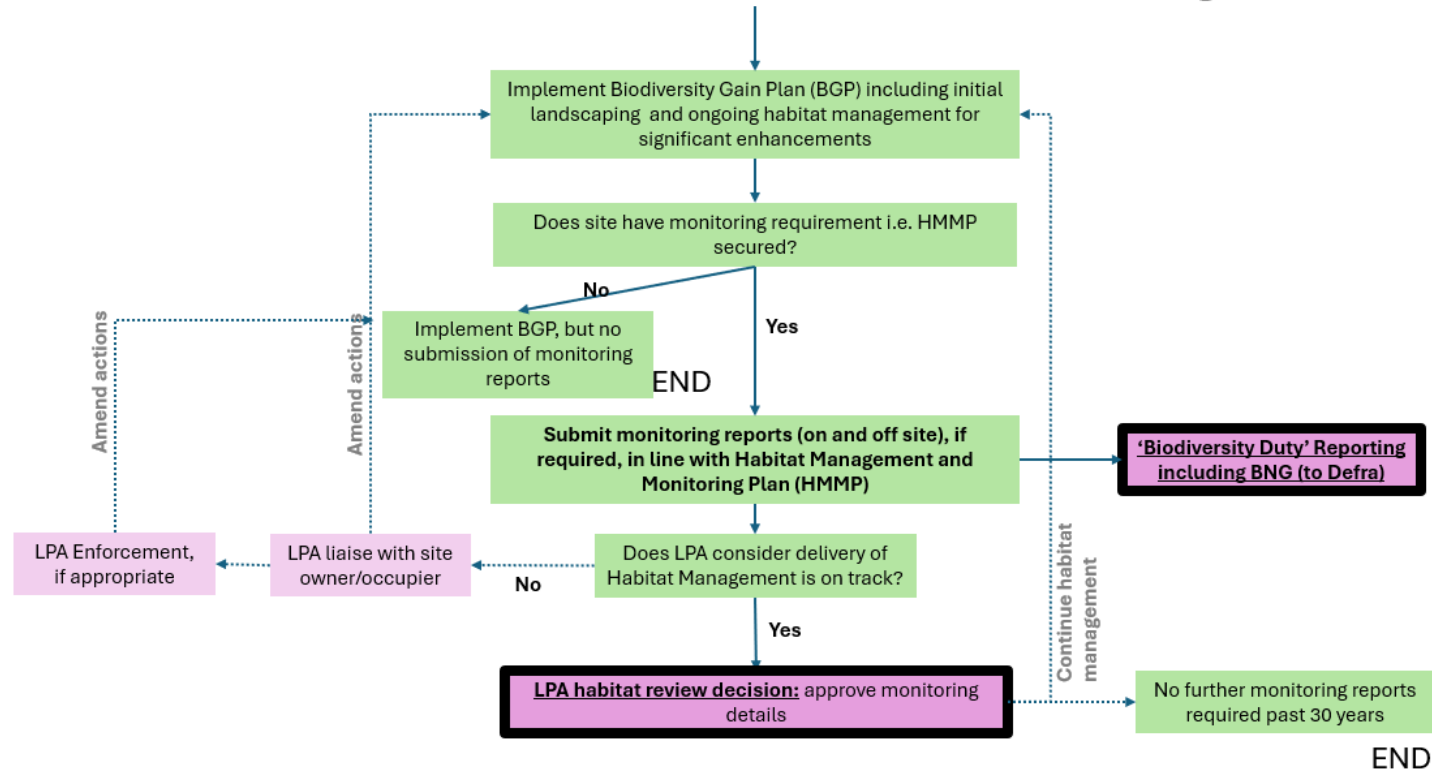 Implement Biodiversity Gain Plan (BGP) including initial
landscaping and ongoing habitat management for
significant enhancements
Does site have monitoring requirement i.e. HMMP
secured?
No
Yes
Implement BGP, but no
submission of monitoring
reports
END
Amend actions
Amend actions
Submit monitoring reports (on and off site), if
required, in line with Habitat Management and
Monitoring Plan (HMMP)
‘Biodiversity Duty’ Reporting
including BNG (to Defra)
LPA Enforcement,
if appropriate
LPA liaise with site
owner/occupier
No
Does LPA consider delivery of
Habitat Management is on track?
Yes
Continue habitat
management
LPA habitat review decision: approve monitoring
details
No further monitoring reports
required past 30 years
END